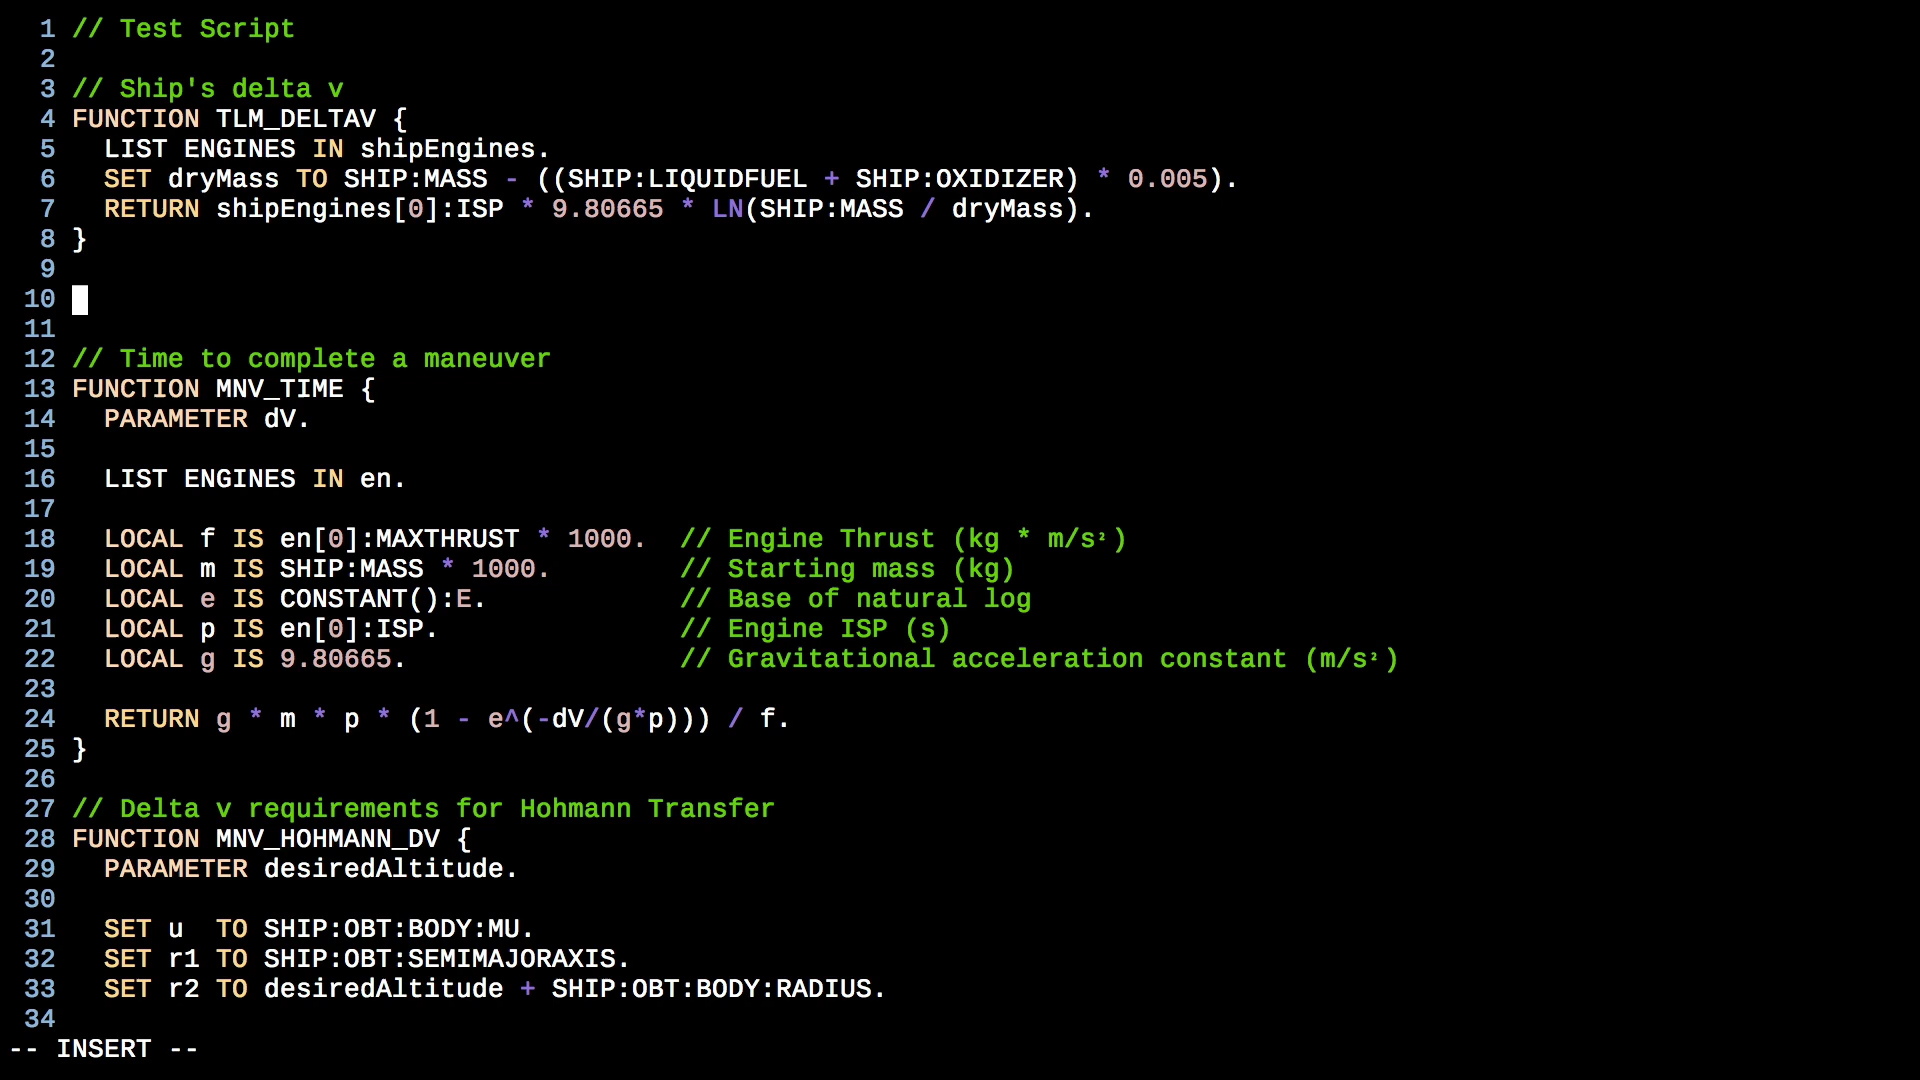 1 // Test Script
2
3 // Ship's delta v
4 FUNCTION TLM_DELTAV {
5   LIST ENGINES IN shipEngines.
6   SET dryMass TO SHIP:MASS - ((SHIP:LIQUIDFUEL + SHIP:OXIDIZER) * 0.005).
7   RETURN shipEngines[0]:ISP * 9.80665 * LN(SHIP:MASS / dryMass).
8 }
9
10
11
12 // Time to complete a maneuver
13 FUNCTION MNV_TIME {
14   PARAMETER dV.
15
16   LIST ENGINES IN en.
17
18   LOCAL f IS en[0]:MAXTHRUST * 1000.  // Engine Thrust (kg * m/s²)
19   LOCAL m IS SHIP:MASS * 1000.        // Starting mass (kg)
20   LOCAL e IS CONSTANT():E.            // Base of natural log
21   LOCAL p IS en[0]:ISP.               // Engine ISP (s)
22   LOCAL g IS 9.80665.                 // Gravitational acceleration constant (m/s²)
23
24   RETURN g * m * p * (1 - e^(-dV/(g*p))) / f.
25 }
26
27 // Delta v requirements for Hohmann Transfer
28 FUNCTION MNV_HOHMANN_DV {
29   PARAMETER desiredAltitude.
30
31   SET u  TO SHIP:OBT:BODY:MU.
32   SET r1 TO SHIP:OBT:SEMIMAJORAXIS.
33   SET r2 TO desiredAltitude + SHIP:OBT:BODY:RADIUS.
34
-- INSERT --